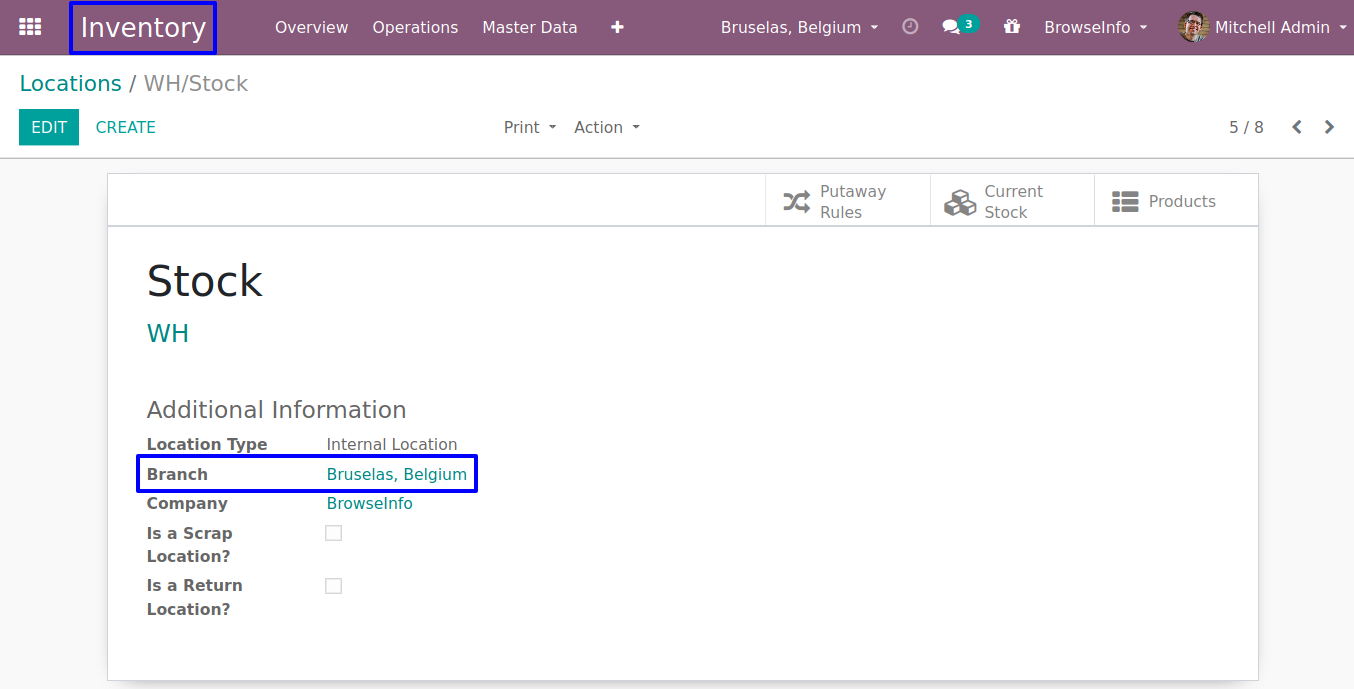 Inventory Overview Operations Master Data + Bruselas, Belgium 3 BrowseInfo Mitchell Admin
Locations / WH/Stock
EDIT CREATE Print Action 5 / 8
Putaway Rules
Current Stock
Products
Stock
WH
Additional Information
Location Type Internal Location
Branch Bruselas, Belgium
Company BrowseInfo
Is a Scrap
Location?
Is a Return
Location?